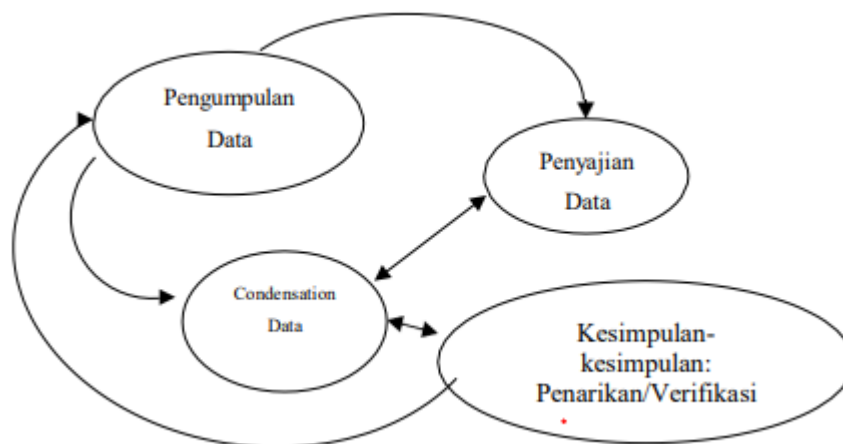 Pengumpulan
Data
Penyajian
Data
Condensation
Data
Kesimpulan-
kesimpulan:
Penarikan/Verifikasi